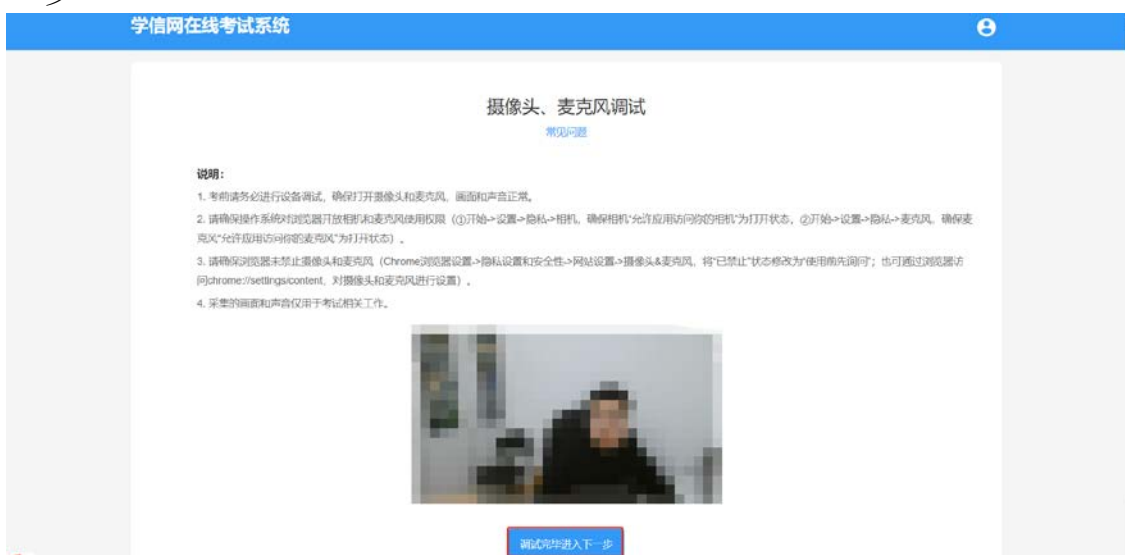 学信网在线考试系统
摄像头、麦克风调试
常见问题
说明：
1. 考前请务必进行设备调试，确保打开摄像头和麦克风，画面和声音正常。
2. 请确保操作系统对浏览器开放相机和麦克风使用权限（①开始->设置->隐私->相机，确保相机“允许应用访问你的相机”为打开状态，②开始->设置->隐私->麦克风，确保麦
克风“允许应用访问你的麦克风”为打开状态）。
3. 请确保浏览器未禁止摄像头和麦克风（Chrome浏览器设置->隐私设置和安全性->网站设置->摄像头&麦克风，将“已禁止”状态修改为“使用前先询问”；也可通过浏览器访
问chrome://settings/content，对摄像头和麦克风进行设置）。
4. 采集的画面和声音仅用于考试相关工作。
调试完毕进入下一步